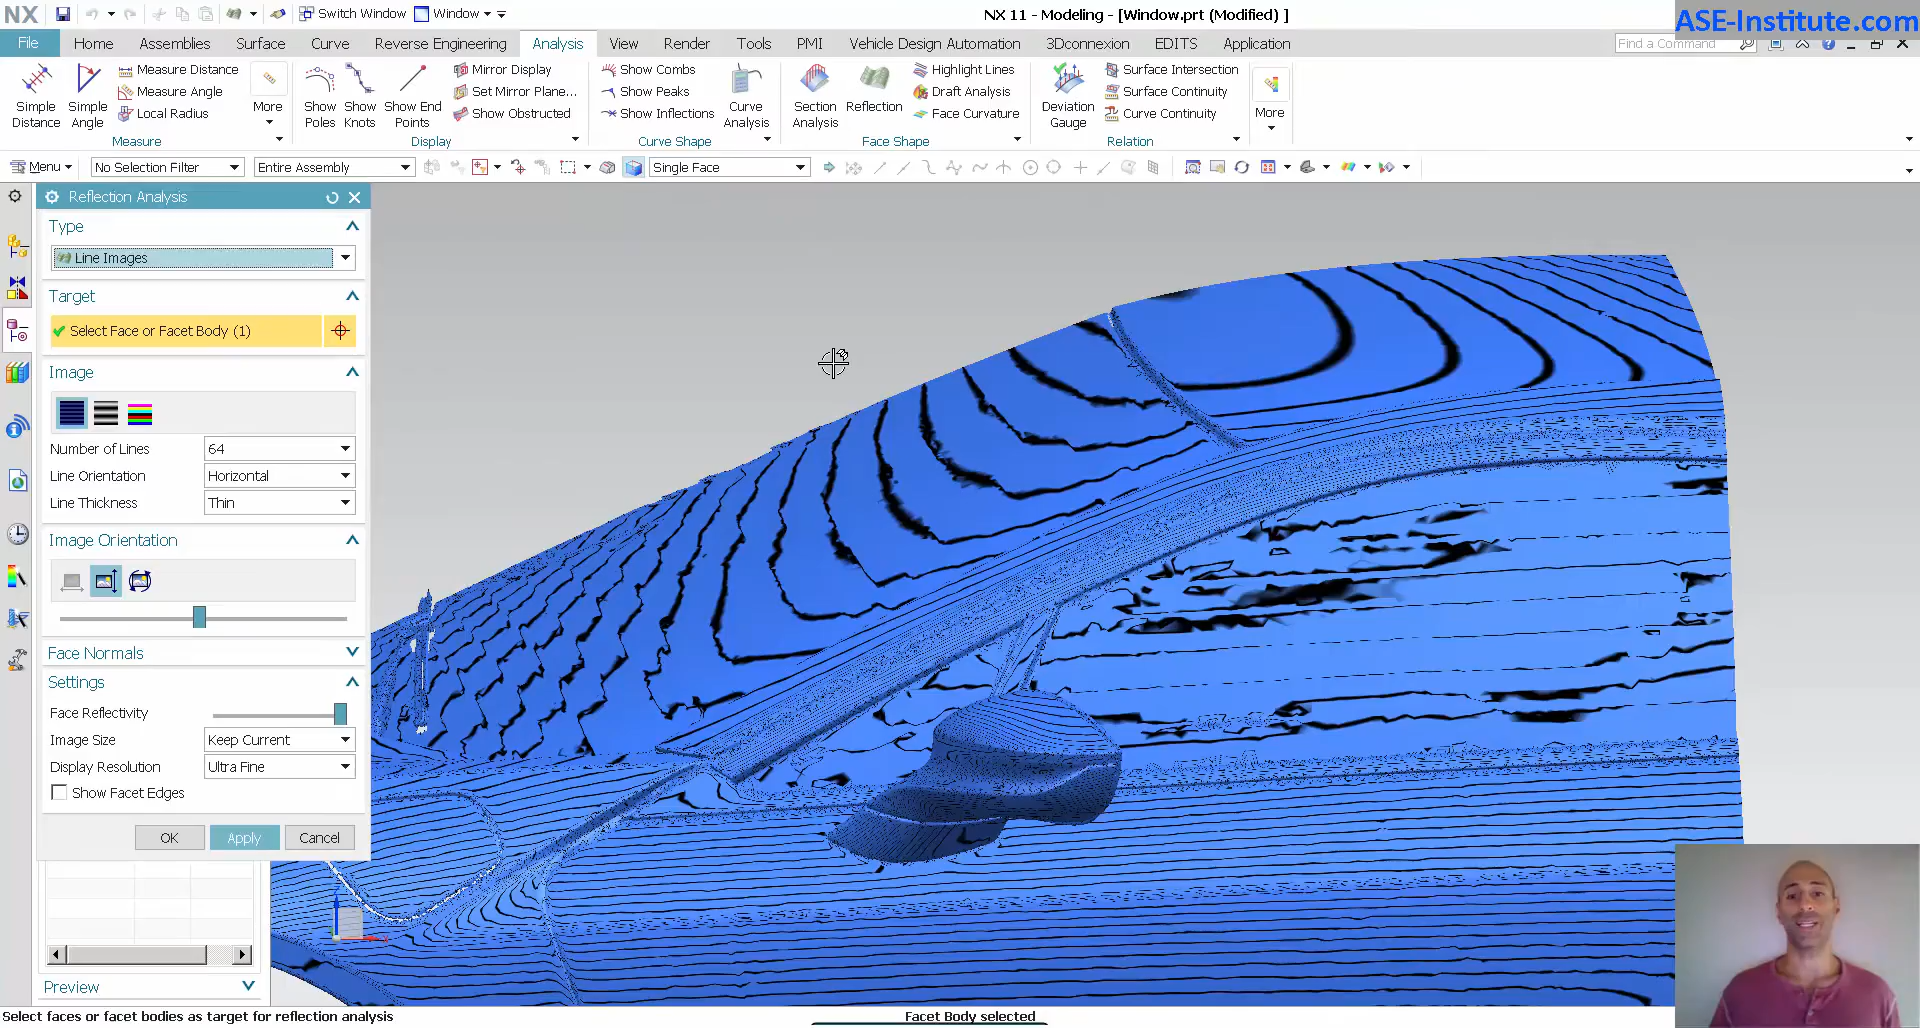 NX
Switch Window
Window
NX 11 - Modeling - [Window.prt (Modified) ]
ASE-Institute.com
File
Home
Assemblies
Surface
Curve
Reverse Engineering
Analysis
View
Render
Tools
PMI
Vehicle Design Automation
3Dconnexion
EDITS
Application
Find a Command
Simple Distance
Simple Angle
Measure Distance
Measure Angle
Local Radius
More
Measure
Show Poles
Show Knots
Show End Points
Mirror Display
Set Mirror Plane...
Show Obstructed
Display
Show Combs
Show Peaks
Show Inflections
Curve Analysis
Curve Shape
Section Analysis
Reflection
Highlight Lines
Draft Analysis
Face Curvature
Face Shape
Deviation Gauge
Surface Intersection
Surface Continuity
Curve Continuity
Relation
More
Menu
No Selection Filter
Entire Assembly
Single Face
Reflection Analysis
Type
Line Images
Target
Select Face or Facet Body (1)
Image
Number of Lines
64
Line Orientation
Horizontal
Line Thickness
Thin
Image Orientation
Face Normals
Settings
Face Reflectivity
Image Size
Keep Current
Display Resolution
Ultra Fine
Show Facet Edges
OK
Apply
Cancel
Preview
Select faces or facet bodies as target for reflection analysis
Facet Body selected